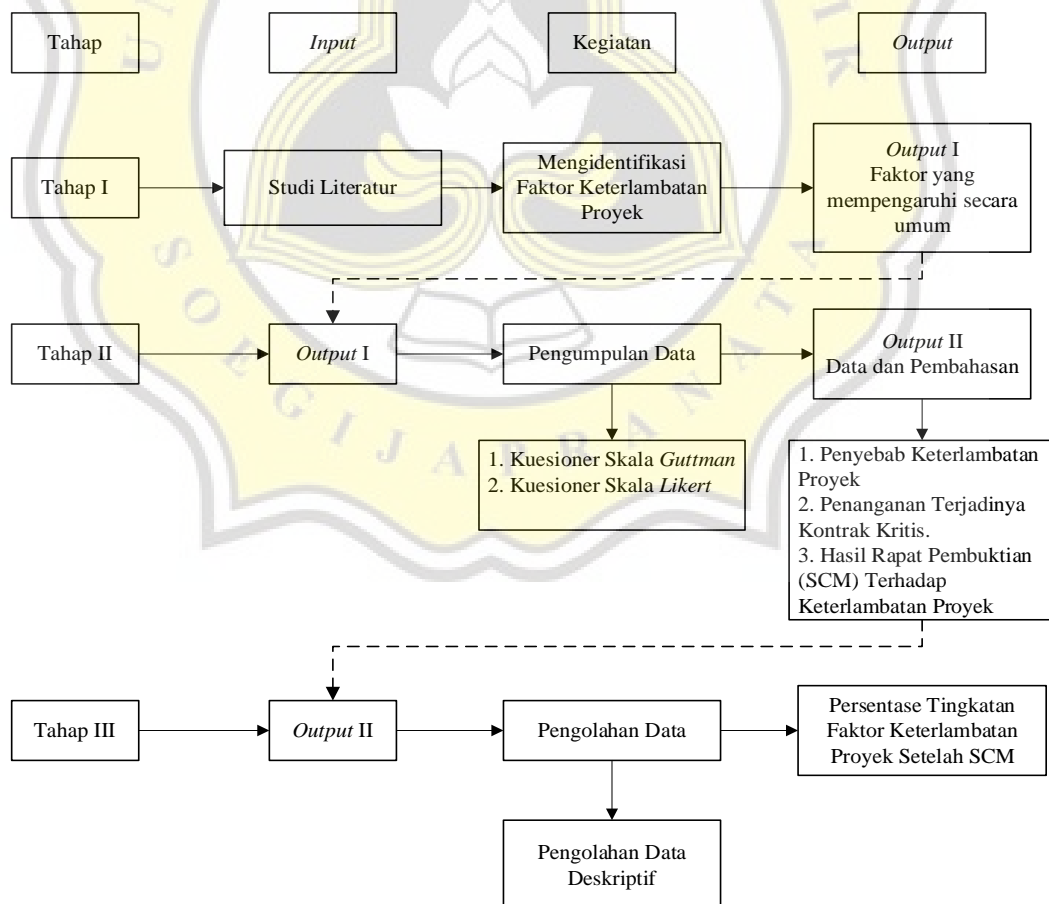 Tahap
Input
Kegiatan
Output
Tahap I
Studi Literatur
Mengidentifikasi
Faktor Keterlambatan
Proyek
Output I
Faktor yang
mempengaruhi secara
umum
Tahap II
Output I
Pengumpulan Data
Output II
Data dan Pembahasan
1. Kuesioner Skala Guttman
2. Kuesioner Skala Likert
1. Penyebab Keterlambatan
Proyek
2. Penanganan Terjadinya
Kontrak Kritis.
3. Hasil Rapat Pembuktian
(SCM) Terhadap
Keterlambatan Proyek
Tahap III
Output II
Pengolahan Data
Persentase Tingkatan
Faktor Keterlambatan
Proyek Setelah SCM
Pengolahan Data
Deskriptif
SOEGIJAPRANATA